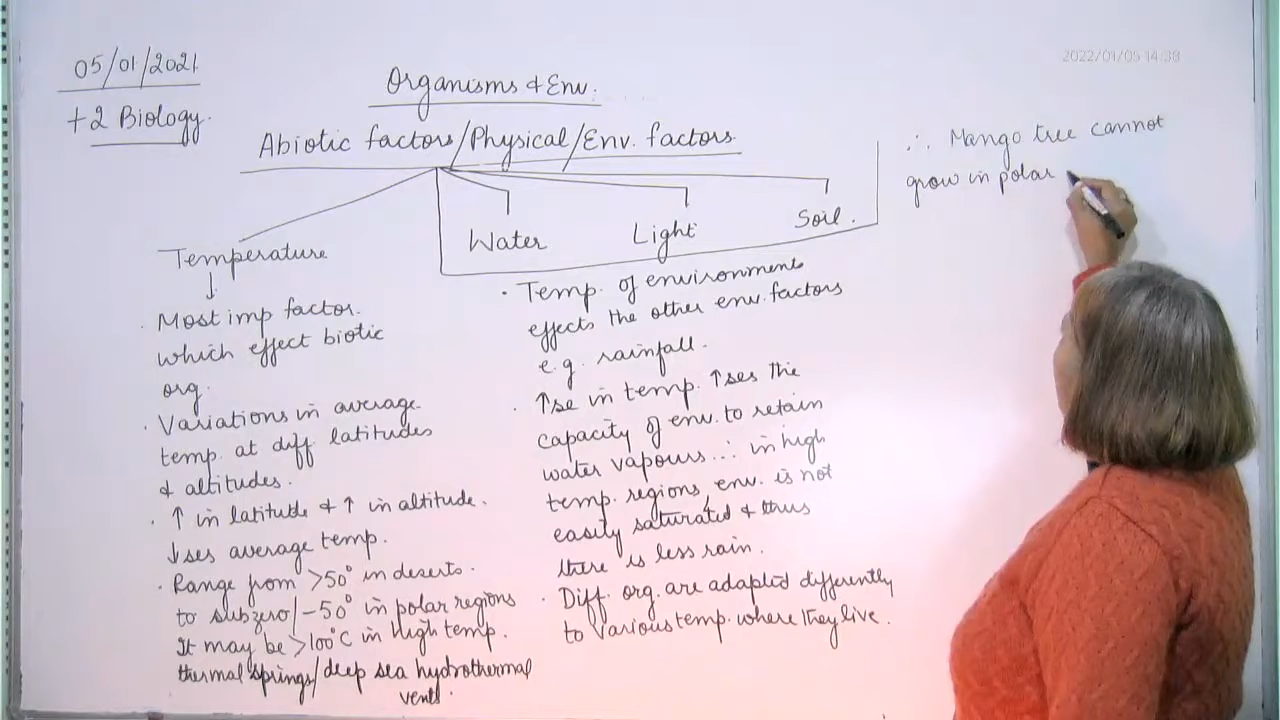 2022/01/05 14:38
05/01/2021
+2 Biology.
Organisms & Env.
Abiotic factors/Physical/Env. factors
Temperature
Water
Light
Soil.
· Most imp factor.
which effect biotic
org.
· Variations in average
temp. at diff latitudes
& altitudes.
· ↑ in latitude & ↑ in altitude.
↓ses average temp.
· Range from >50° in deserts.
to subzero/-50° in polar regions
It may be >100°C in high temp.
thermal springs/deep sea hydrothermal
vents.
· Temp. of environment
effects the other env. factors
e.g. rainfall.
· ↑se in temp. ↑ses the
capacity of env. to retain
water vapours ∴ in high
temp. regions, env. is not
easily saturated & thus
there is less rain.
· Diff. org. are adapted differently
to various temp. where they live.
∴ Mango tree cannot
grow in polar